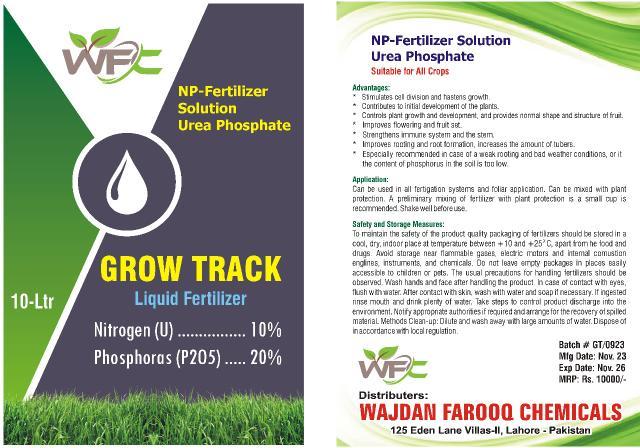 WFC
NP-Fertilizer
Solution
Urea Phosphate
GROW TRACK
10-Ltr
Liquid Fertilizer
Nitrogen (U) ................ 10%
Phosphoras (P2O5) ..... 20%
NP-Fertilizer Solution
Urea Phosphate
Suitable for All Crops
Advantages:
* Stimulates cell division and hastens growth.
* Contributes to initial development of the plants.
* Controls plant growth and development, and provides normal shape and structure of fruit.
* Improves flowering and fruit set.
* Strengthens immune system and the stem.
* Improves rooting and root formation, increases the amount of tubers.
* Especially recommended in case of a weak rooting and bad weather conditions, or it
the content of phosphorus in the soil is too low.
Application:
Can be used in all fertigation systems and foliar application. Can be mixed with plant
protection. A preliminary mixing of fertilizer with plant protection is a small cup is
recommended. Shake well before use.
Safety and Storage Measures:
To maintain the safety of the product quality packaging of fertilizers should be stored in a
cool, dry, indoor place at temperature between +10 and +25°C, apart from he food and
drugs. Avoid storage near flammable gases, electric motors and internal comustion
englines, instruments, and chemicals. Do not leave empty packages in places easily
accessible to children or pets. The usual precautions for handling fertilizers should be
observed. Wash hands and face after handling the product. In case of contact with eyes,
flush with water. After contact with skin, wash with water and soap if necessary. If ingested
rinse mouth and drink plenty of water. Take steps to control product discharge into the
environment. Notify appropriate authorities if required and arrange for the recovery of spilled
material. Methods Clean-up: Dilute and wash away with large amounts of water. Dispose of
in accordance with local regulation.
Batch # GT/0923
Mfg Date: Nov. 23
Exp Date: Nov. 26
MRP: Rs. 10000/-
WFC
Distributers:
WAJDAN FAROOQ CHEMICALS
125 Eden Lane Villas-II, Lahore - Pakistan